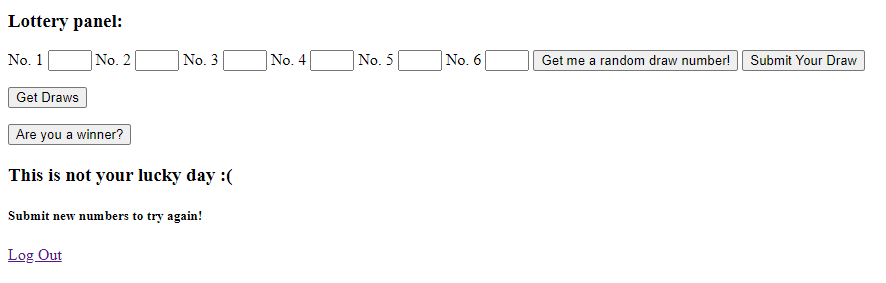 Lottery panel:
No. 1 No. 2 No. 3 No. 4 No. 5 No. 6 Get me a random draw number! Submit Your Draw
Get Draws
Are you a winner?
This is not your lucky day :(
Submit new numbers to try again!
Log Out